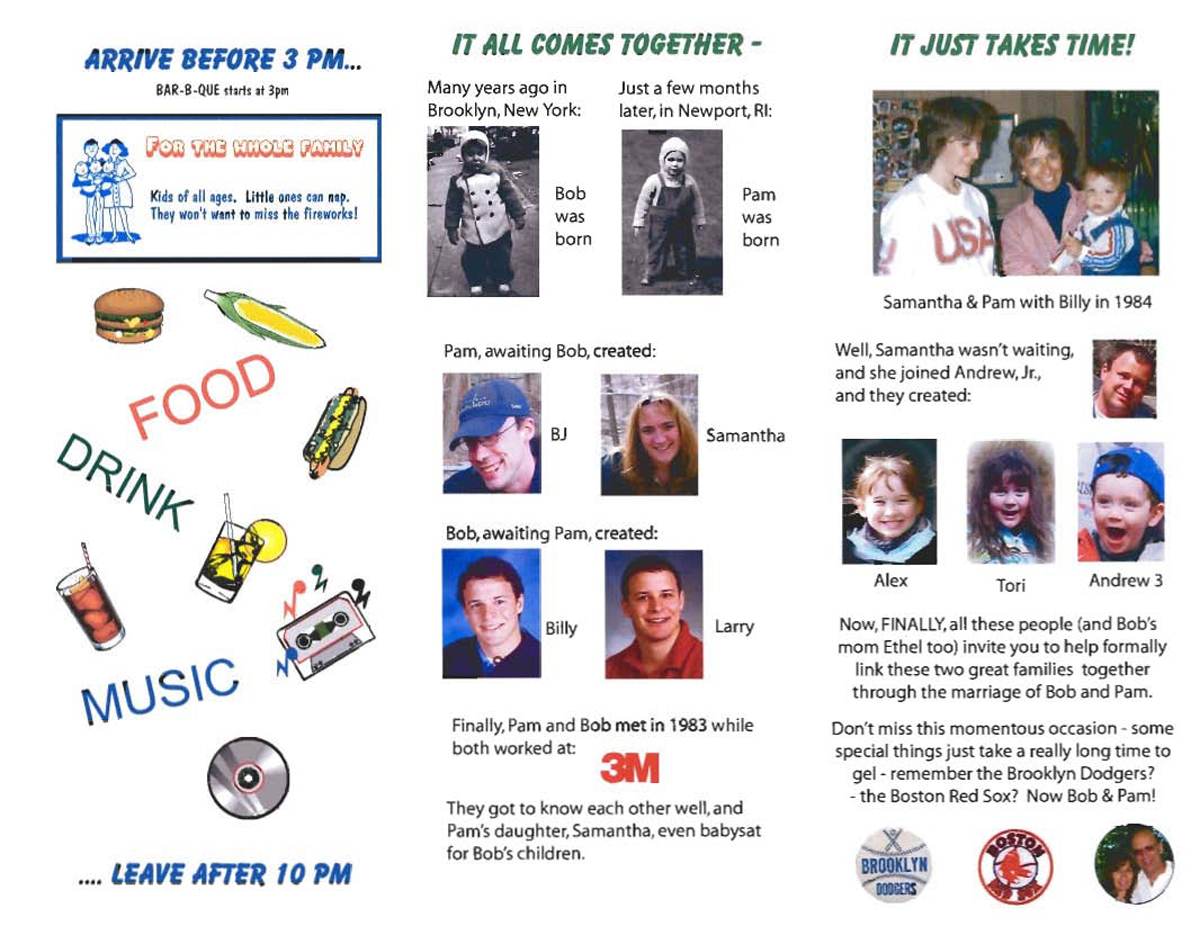 ARRIVE BEFORE 3 PM...
BAR-B-QUE starts at 3pm
FOR THE WHOLE FAMILY
Kids of all ages. Little ones can nap.
They won't want to miss the fireworks!
FOOD
DRINK
MUSIC
.... LEAVE AFTER 10 PM
IT ALL COMES TOGETHER -
Many years ago in
Brooklyn, New York:
Bob
was
born
Just a few months
later, in Newport, RI:
Pam
was
born
Pam, awaiting Bob, created:
BJ
Samantha
Bob, awaiting Pam, created:
Billy
Larry
Finally, Pam and Bob met in 1983 while
both worked at:
3M
They got to know each other well, and
Pam's daughter, Samantha, even babysat
for Bob's children.
IT JUST TAKES TIME!
USA
Samantha & Pam with Billy in 1984
Well, Samantha wasn't waiting,
and she joined Andrew, Jr.,
and they created:
Alex
Tori
Andrew 3
Now, FINALLY, all these people (and Bob's
mom Ethel too) invite you to help formally
link these two great families together
through the marriage of Bob and Pam.
Don't miss this momentous occasion - some
special things just take a really long time to
gel - remember the Brooklyn Dodgers?
- the Boston Red Sox? Now Bob & Pam!
BROOKLYN
DODGERS
BOSTON
RED SOX